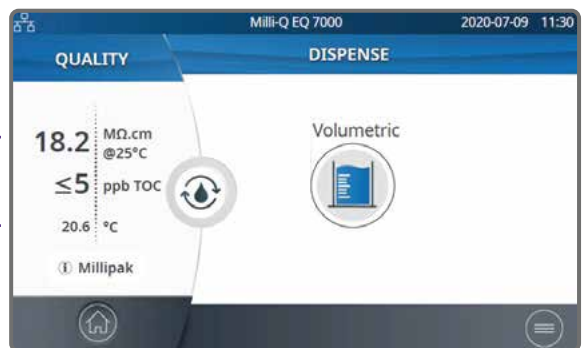 Milli-Q EQ 7000 2020-07-09 11:30
QUALITY
DISPENSE
18.2 MΩ.cm
@25°C
≤5 ppb TOC
20.6 °C
ⓘ Millipak
Volumetric